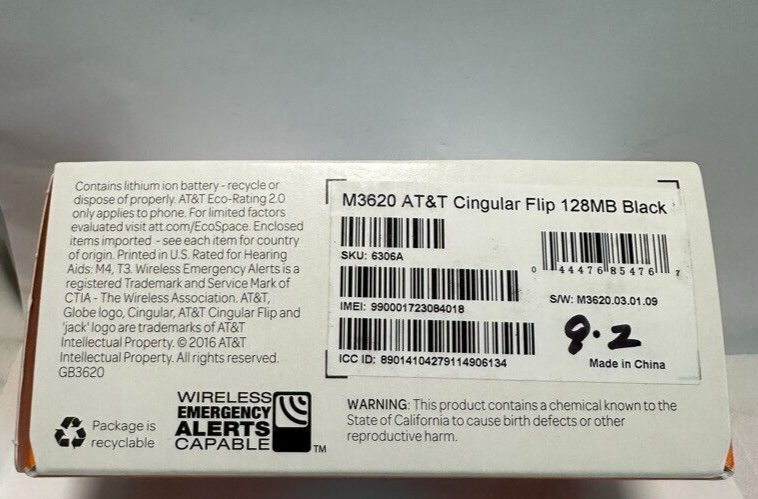 Contains lithium ion battery - recycle or
dispose of properly. AT&T Eco-Rating 2.0
only applies to phone. For limited factors
evaluated visit att.com/EcoSpace. Enclosed
items imported - see each item for country
of origin. Printed in U.S. Rated for Hearing
Aids: M4, T3. Wireless Emergency Alerts is a
registered Trademark and Service Mark of
CTIA - The Wireless Association. AT&T,
Globe logo, Cingular, AT&T Cingular Flip and
'jack' logo are trademarks of AT&T
Intellectual Property. © 2016 AT&T
Intellectual Property. All rights reserved.
GB3620
Package is
recyclable
WIRELESS
EMERGENCY
ALERTS
CAPABLE
TM
M3620 AT&T Cingular Flip 128MB Black
SKU: 6306A
0 44476 85476 7
IMEI: 990001723084018
S/W: M3620.03.01.09
9.2
ICC ID: 89014104279114906134
Made in China
WARNING: This product contains a chemical known to the
State of California to cause birth defects or other
reproductive harm.